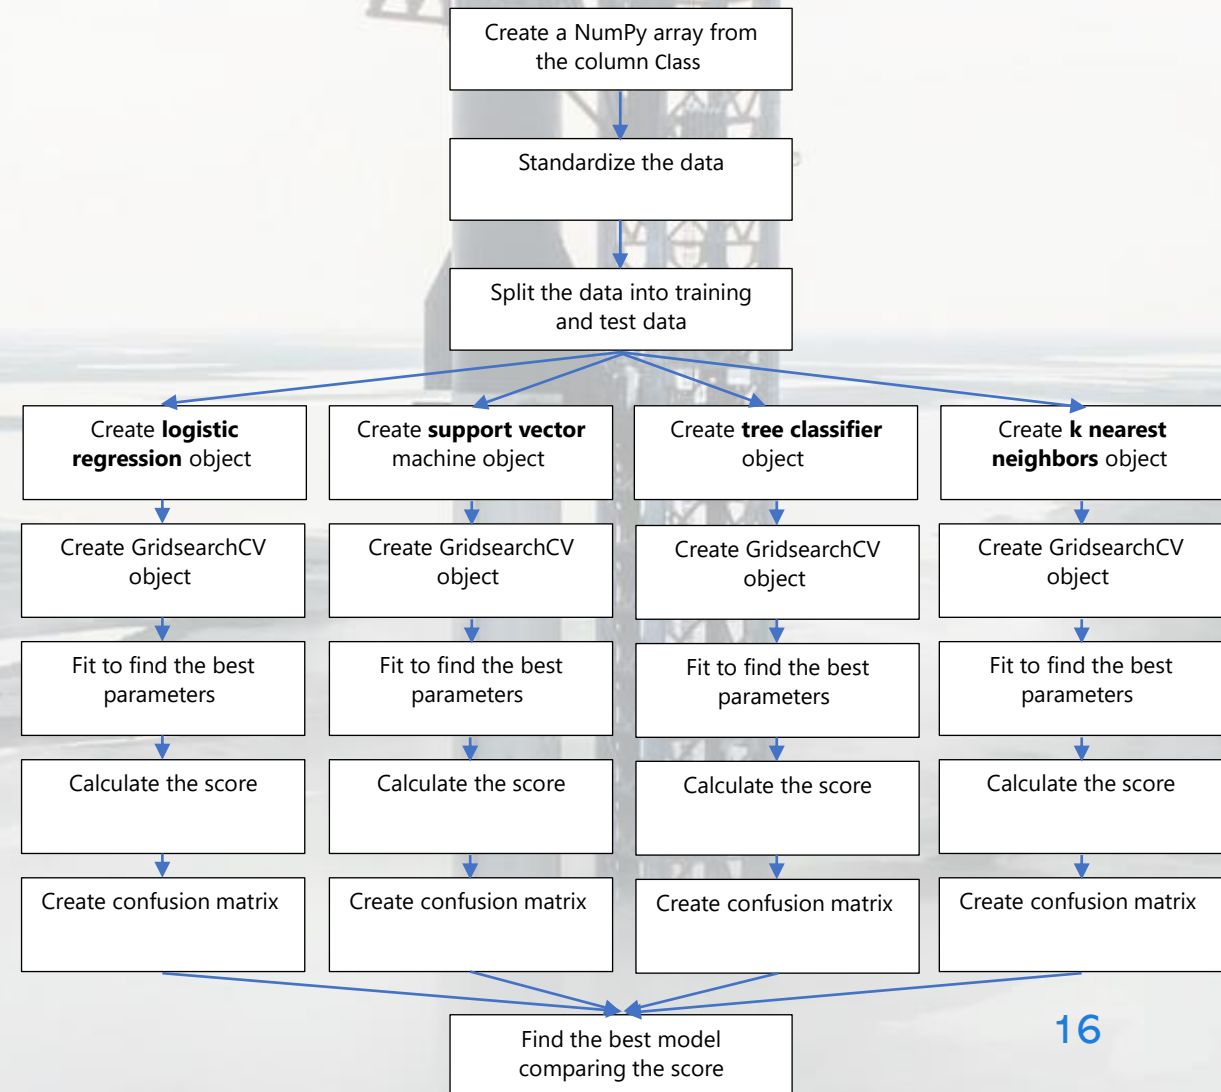 Create a NumPy array from
the column Class
Standardize the data
Split the data into training
and test data
Create logistic
regression object
Create support vector
machine object
Create tree classifier
object
Create k nearest
neighbors object
Create GridsearchCV
object
Create GridsearchCV
object
Create GridsearchCV
object
Create GridsearchCV
object
Fit to find the best
parameters
Fit to find the best
parameters
Fit to find the best
parameters
Fit to find the best
parameters
Calculate the score
Calculate the score
Calculate the score
Calculate the score
Create confusion matrix
Create confusion matrix
Create confusion matrix
Create confusion matrix
Find the best model
comparing the score
16